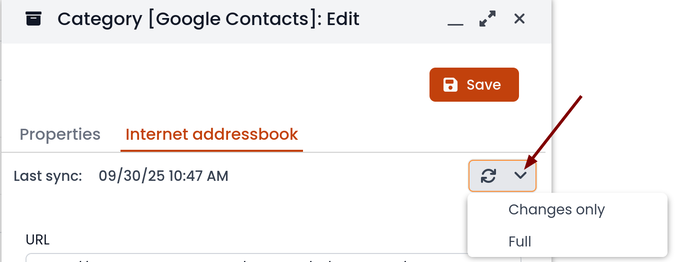 Category [Google Contacts]: Edit
Save
Properties Internet addressbook
Last sync: 09/30/25 10:47 AM
Changes only
Full
URL